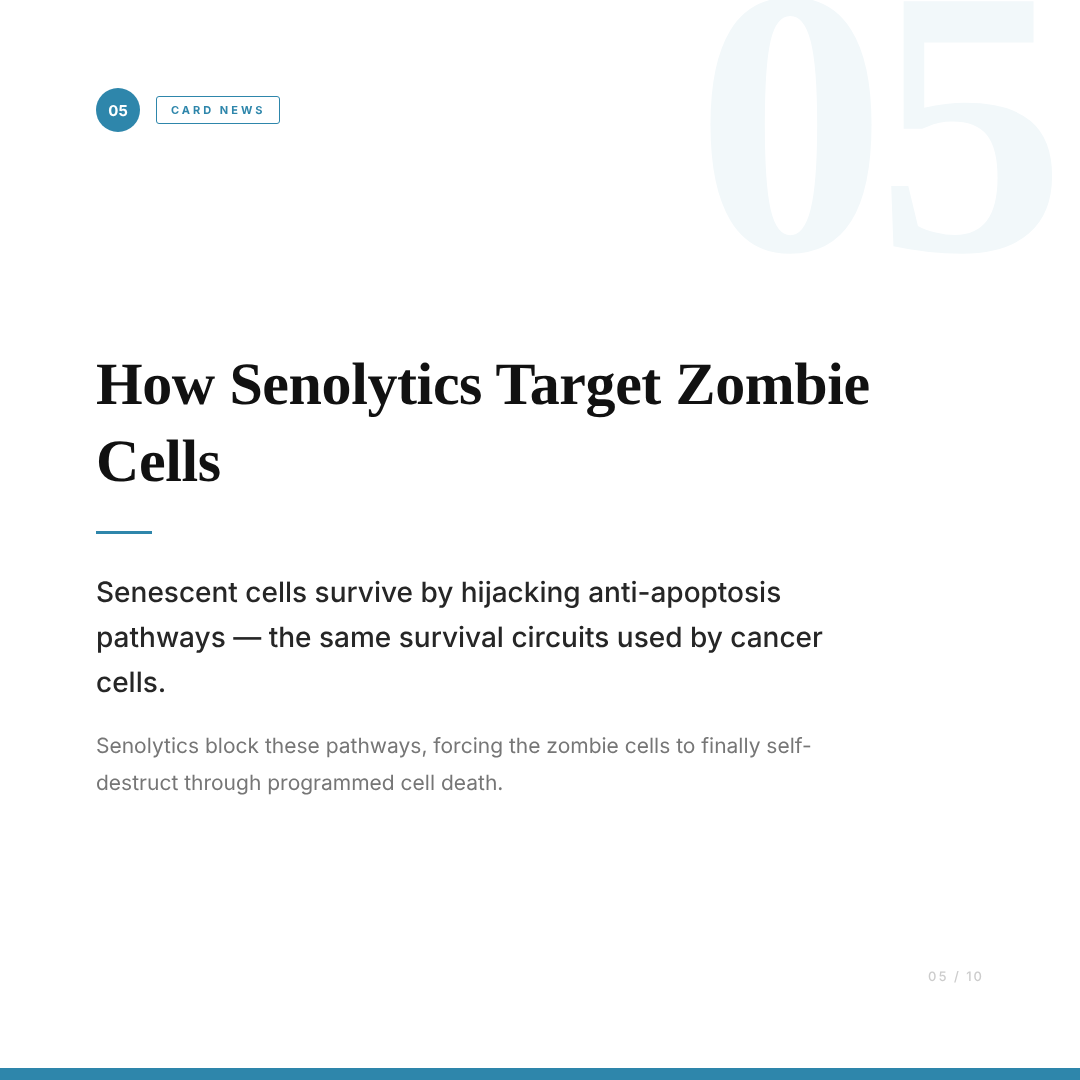 05
05
CARD NEWS
How Senolytics Target Zombie
Cells
Senescent cells survive by hijacking anti-apoptosis
pathways — the same survival circuits used by cancer
cells.
Senolytics block these pathways, forcing the zombie cells to finally self-
destruct through programmed cell death.
05 / 10